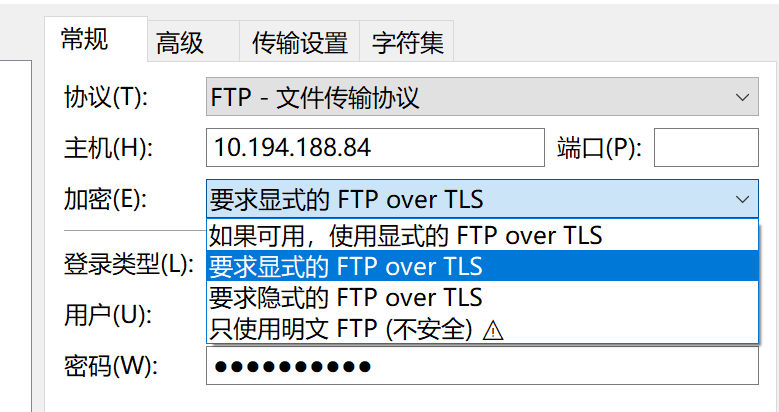 常规 高级 传输设置 字符集
协议(T): FTP - 文件传输协议
主机(H): 10.194.188.84 端口(P):
加密(E): 要求显式的 FTP over TLS
如果可用，使用显式的 FTP over TLS
登录类型(L): 要求显式的 FTP over TLS
要求隐式的 FTP over TLS
用户(U): 只使用明文 FTP (不安全) ⚠
密码(W): ●●●●●●●●●●